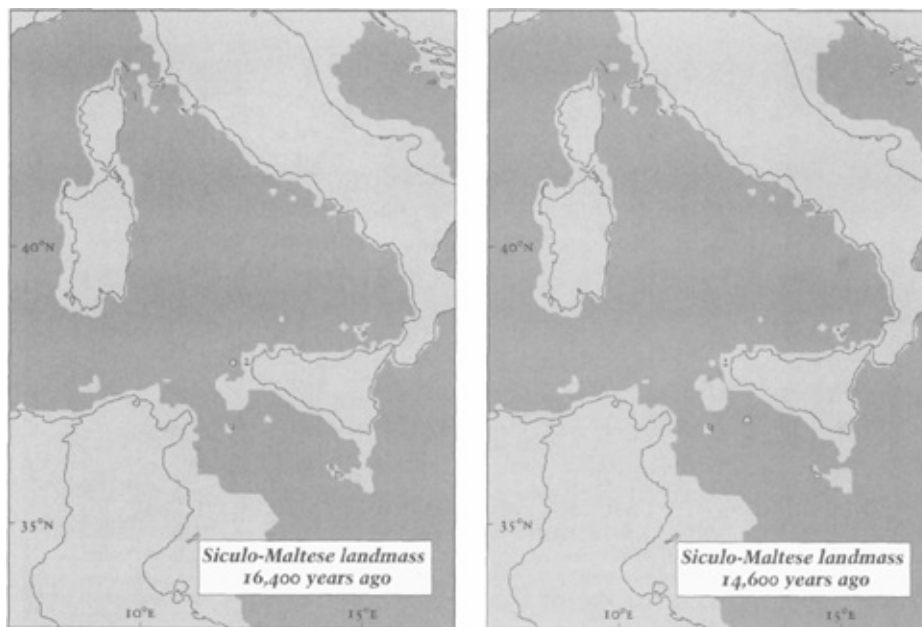 40°N
35°N
Siculo-Maltese landmass
16,400 years ago
10°E
15°E
40°N
35°N
Siculo-Maltese landmass
14,600 years ago
10°E
15°E